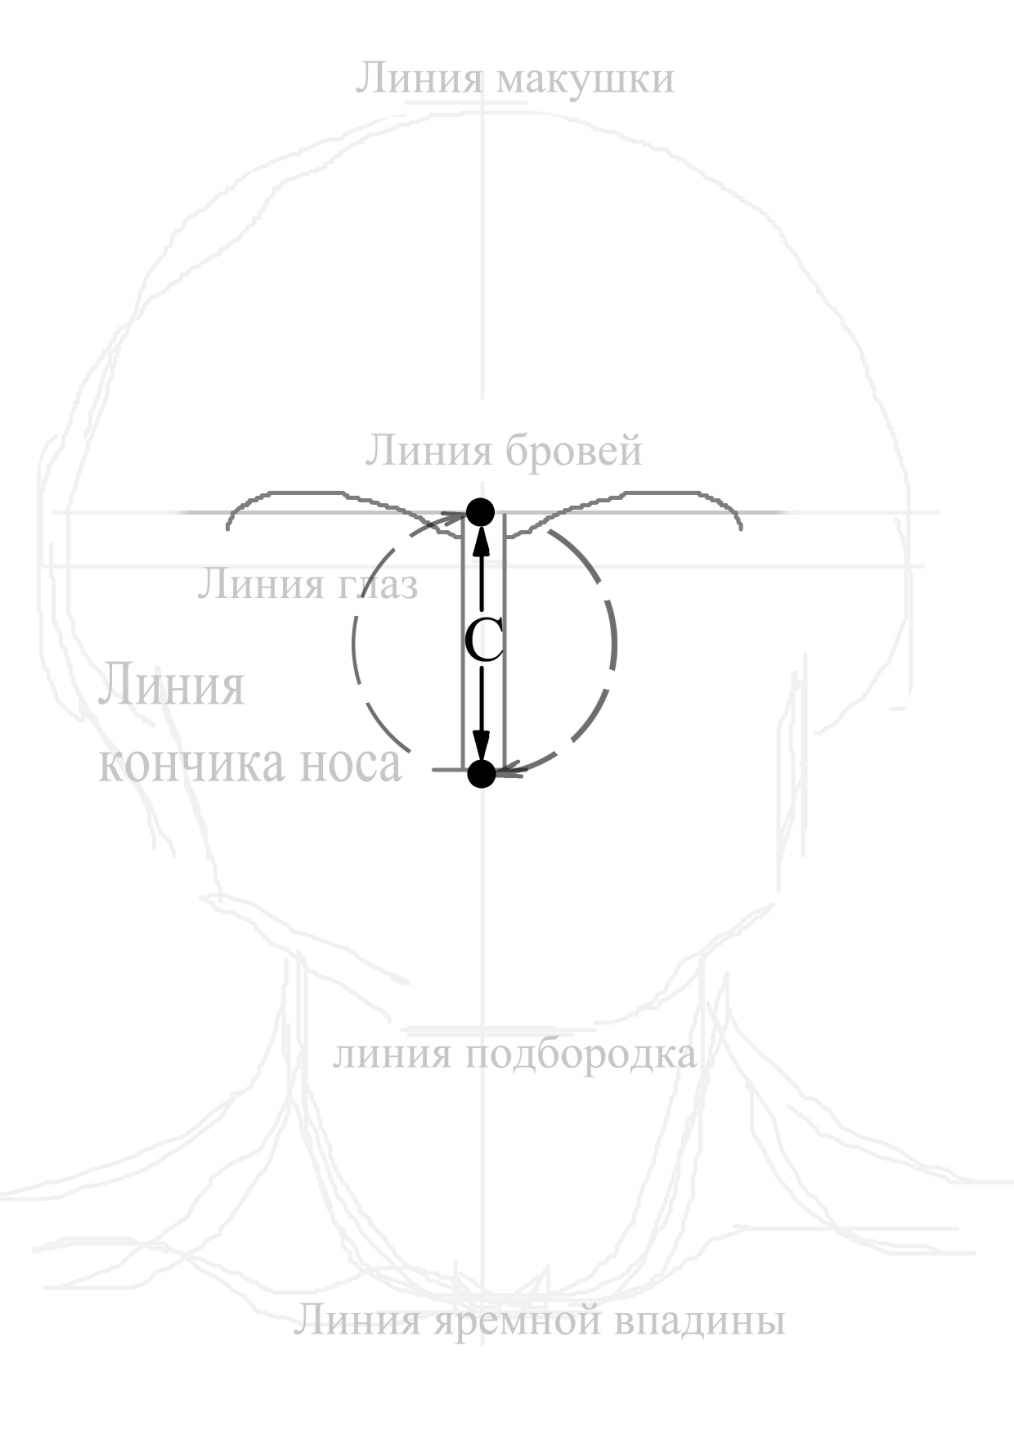 Линия макушки
Линия бровей
Линия глаз
С
Линия
кончика носа
линия подбородка
Линия яремной впадины